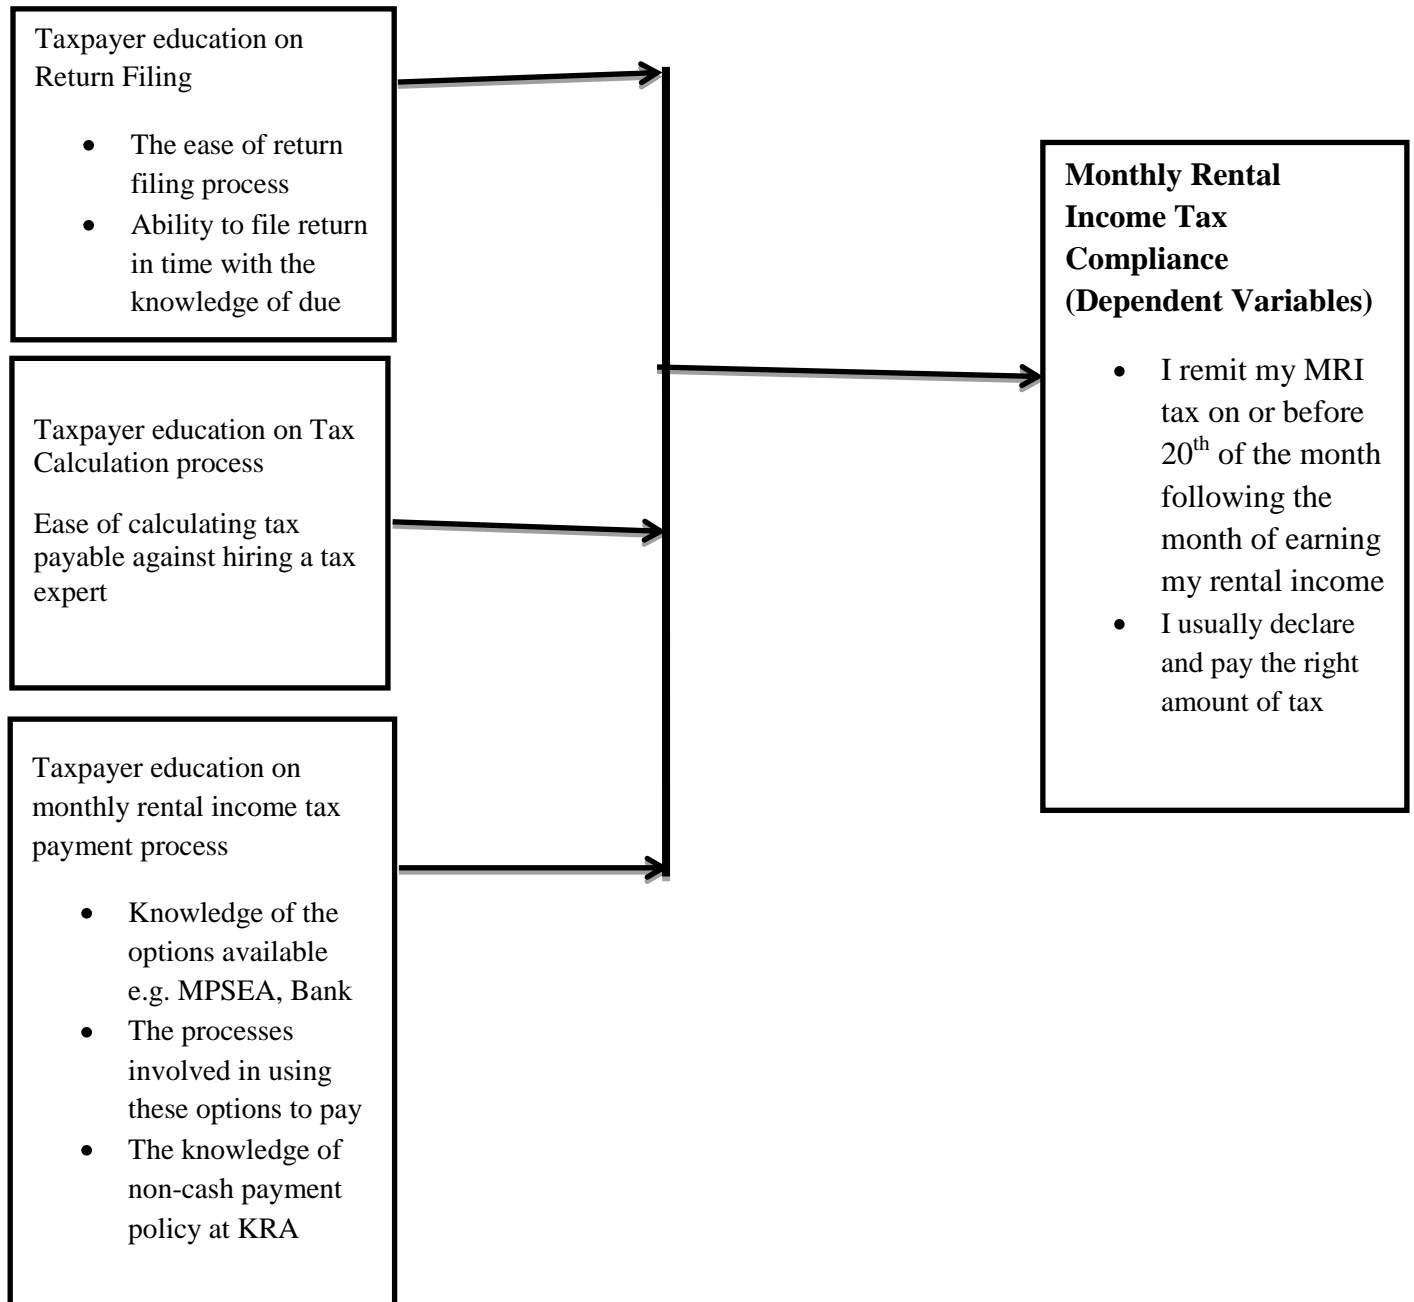 Taxpayer education on
Return Filing
• The ease of return
filing process
• Ability to file return
in time with the
knowledge of due
Taxpayer education on Tax
Calculation process
Ease of calculating tax
payable against hiring a tax
expert
Taxpayer education on
monthly rental income tax
payment process
• Knowledge of the
options available
e.g. MPSEA, Bank
• The processes
involved in using
these options to pay
• The knowledge of
non-cash payment
policy at KRA
Monthly Rental
Income Tax
Compliance
(Dependent Variables)
• I remit my MRI
tax on or before
20th of the month
following the
month of earning
my rental income
• I usually declare
and pay the right
amount of tax